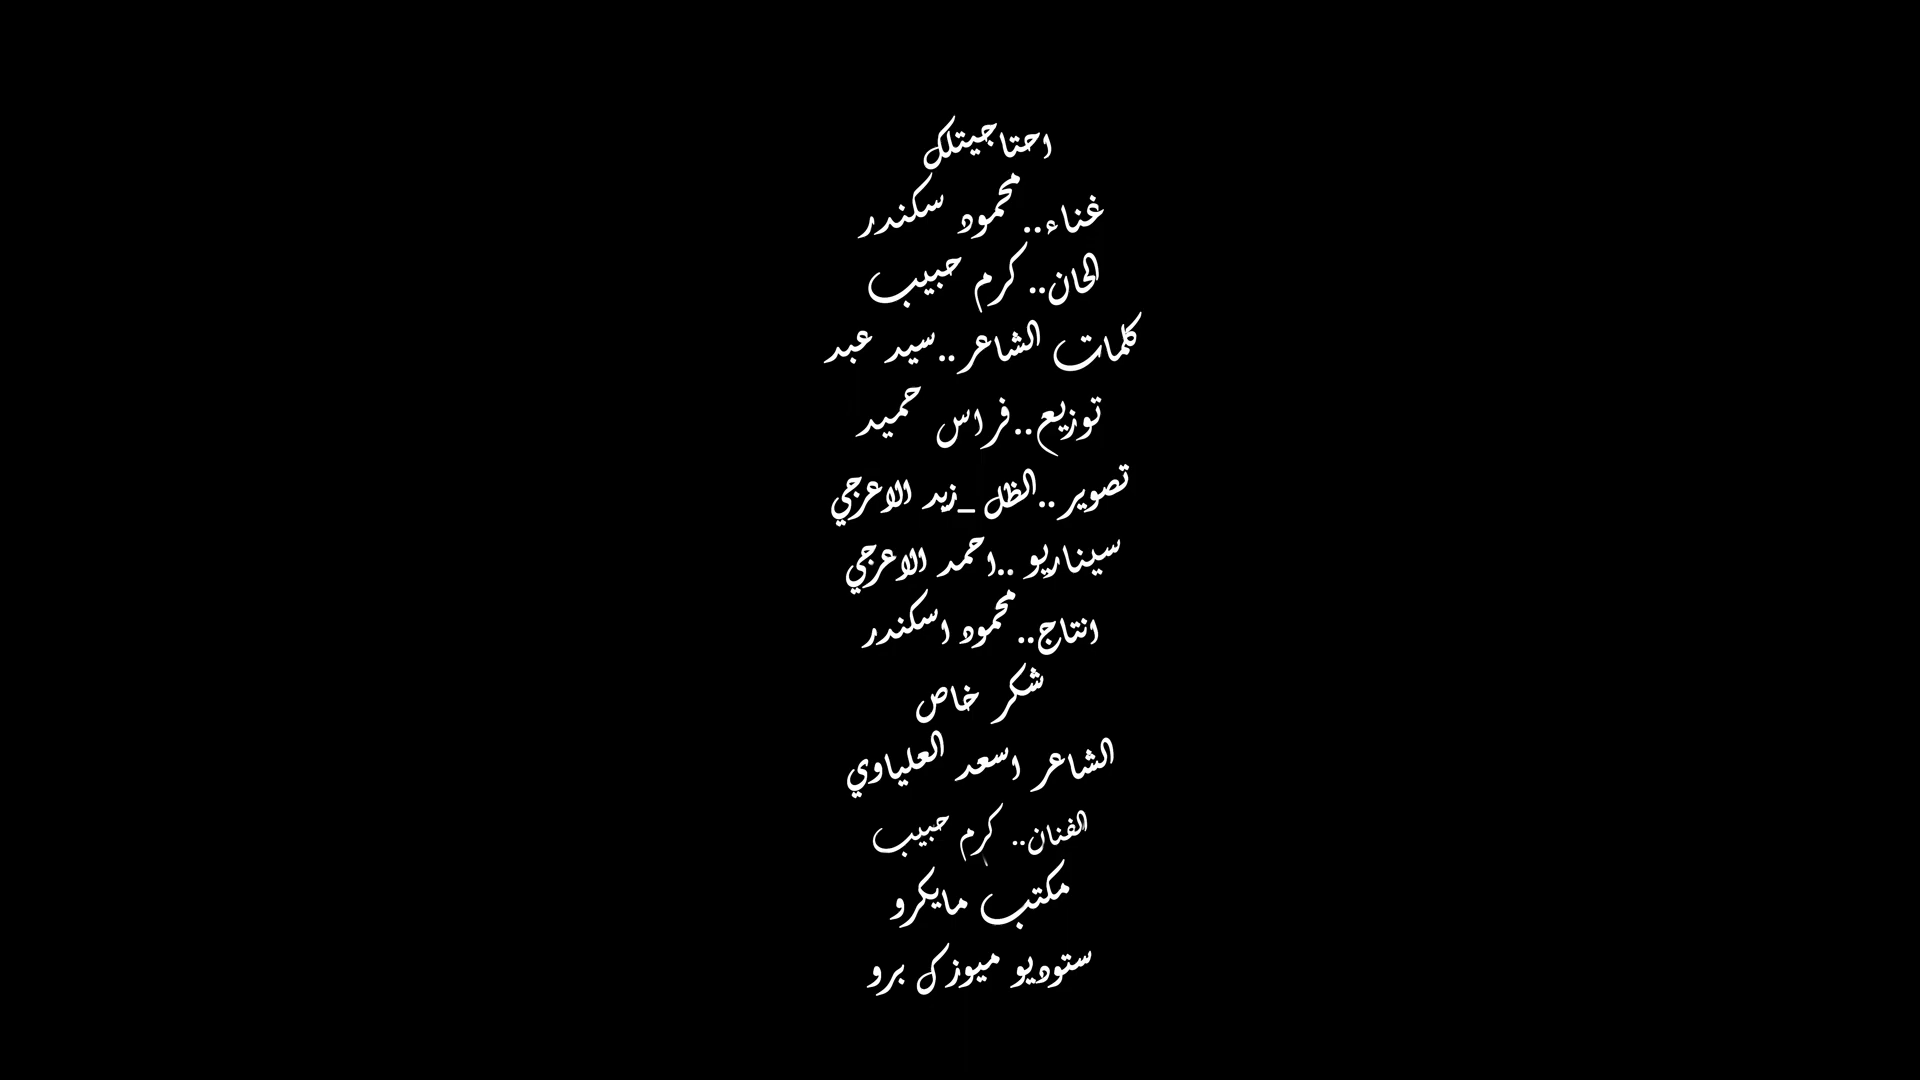 احتاجيتلك
غناء..محمود سكندر
الحان..كرم حبيب
كلمات الشاعر..سيد عبد
توزيع..فراس حميد
تصوير..الظل_زيد الاعرجي
سيناريو..احمد الاعرجي
انتاج..محمود اسكندر
شكر خاص
الشاعر اسعد العلياوي
الفنان.. كرم حبيب
مكتب مايكرو
ستوديو ميوزك برو